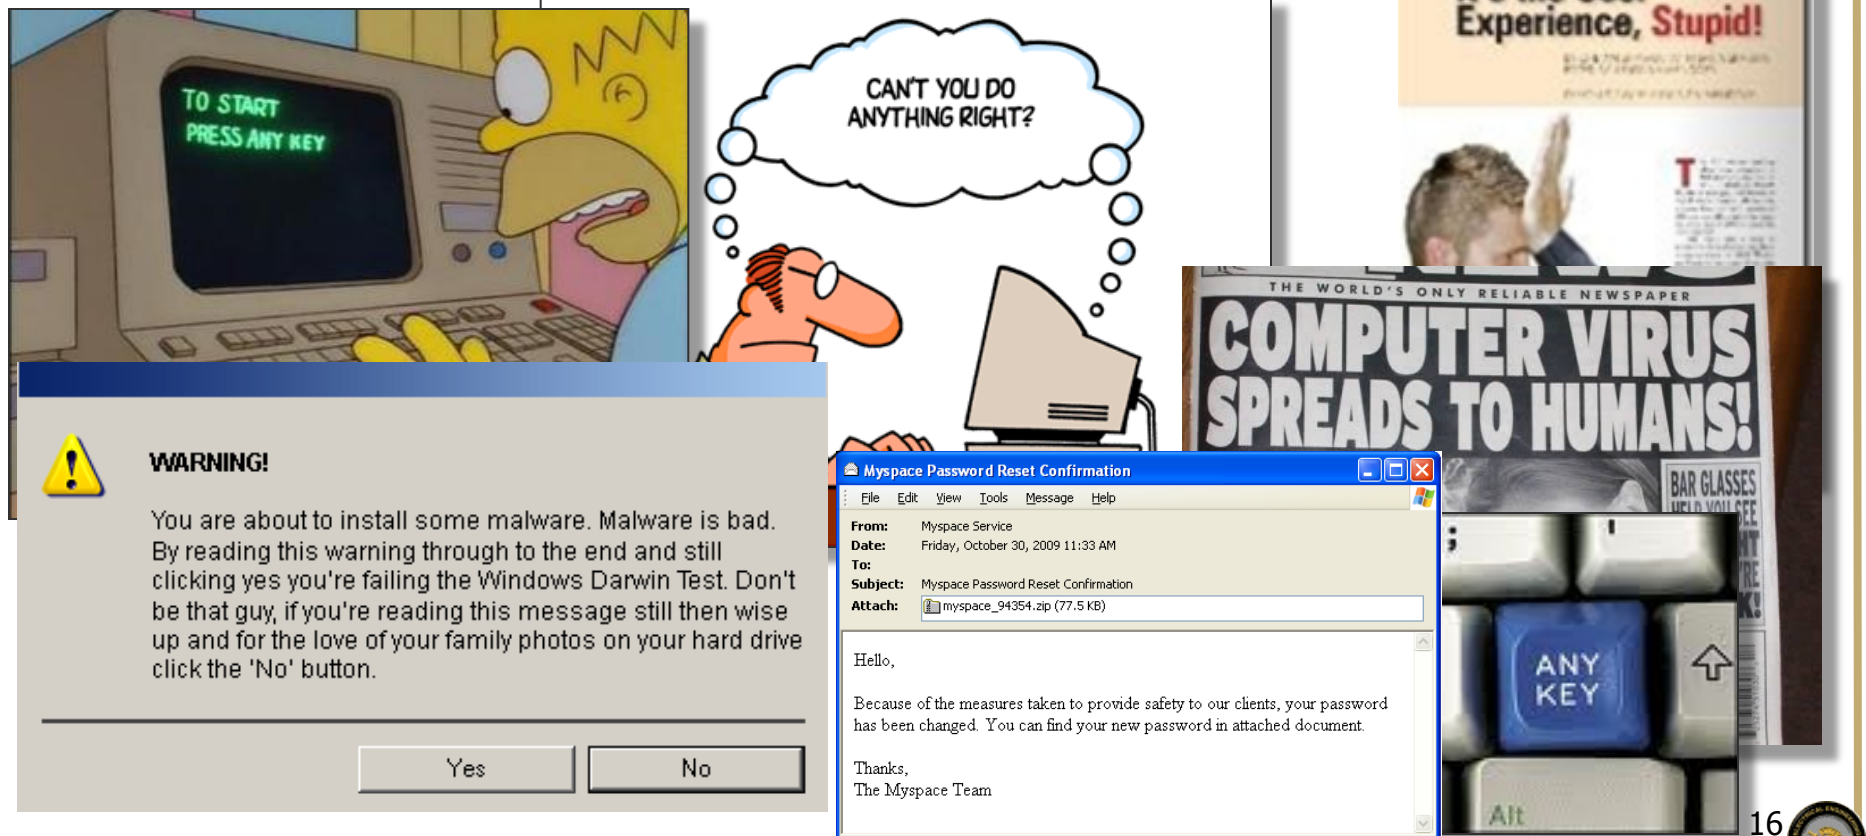 TO START
PRESS ANY KEY
CAN'T YOU DO
ANYTHING RIGHT?
Experience, Stupid!
T
THE WORLD'S ONLY RELIABLE NEWSPAPER
COMPUTER VIRUS
SPREADS TO HUMANS!
BAR GLASSES
HELP YOU SEE
WARNING!
You are about to install some malware. Malware is bad.
By reading this warning through to the end and still
clicking yes you're failing the Windows Darwin Test. Don't
be that guy, if you're reading this message still then wise
up and for the love of your family photos on your hard drive
click the 'No' button.
Yes
No
Myspace Password Reset Confirmation
File Edit View Tools Message Help
From: Myspace Service
Date: Friday, October 30, 2009 11:33 AM
To:
Subject: Myspace Password Reset Confirmation
Attach: myspace_94354.zip (77.5 KB)
Hello,
Because of the measures taken to provide safety to our clients, your password
has been changed. You can find your new password in attached document.
Thanks,
The Myspace Team
;
'
ANY
KEY
Alt
16